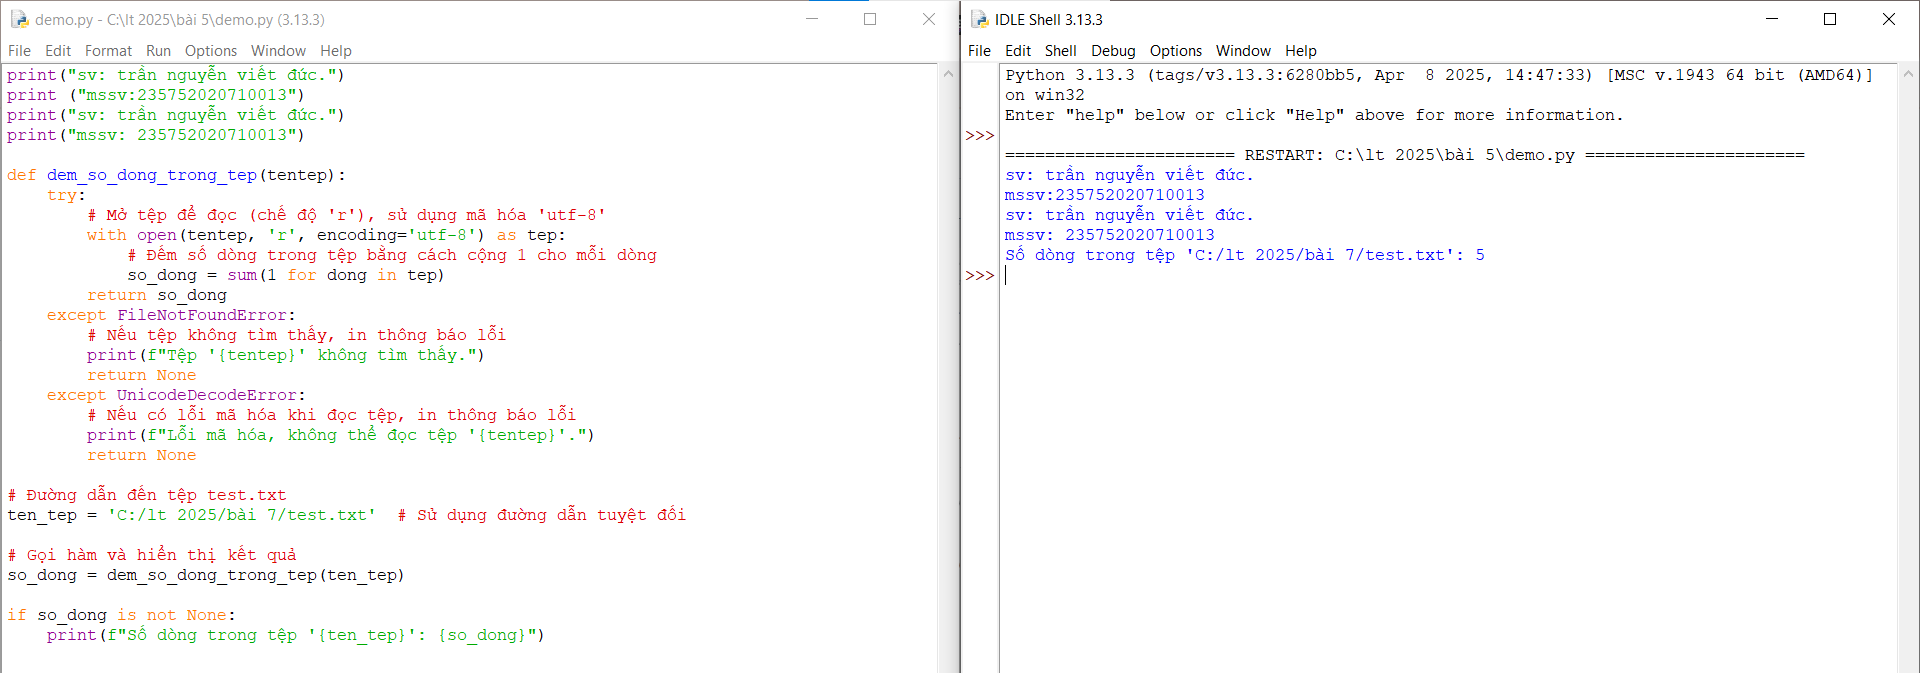 demo.py - C:\lt 2025\bài 5\demo.py (3.13.3)
File Edit Format Run Options Window Help
print("sv: trần nguyễn viết đức.")
print ("mssv:235752020710013")
print("sv: trần nguyễn viết đức.")
print("mssv: 235752020710013")
def dem_so_dong_trong_tep(tentep):
    try:
        # Mở tệp để đọc (chế độ 'r'), sử dụng mã hóa 'utf-8'
        with open(tentep, 'r', encoding='utf-8') as tep:
            # Đếm số dòng trong tệp bằng cách cộng 1 cho mỗi dòng
            so_dong = sum(1 for dong in tep)
        return so_dong
    except FileNotFoundError:
        # Nếu tệp không tìm thấy, in thông báo lỗi
        print(f"Tệp '{tentep}' không tìm thấy.")
        return None
    except UnicodeDecodeError:
        # Nếu có lỗi mã hóa khi đọc tệp, in thông báo lỗi
        print(f"Lỗi mã hóa, không thể đọc tệp '{tentep}'.")
        return None
# Đường dẫn đến tệp test.txt
ten_tep = 'C:/lt 2025/bài 7/test.txt'  # Sử dụng đường dẫn tuyệt đối
# Gọi hàm và hiển thị kết quả
so_dong = dem_so_dong_trong_tep(ten_tep)
if so_dong is not None:
    print(f"Số dòng trong tệp '{ten_tep}': {so_dong}")
IDLE Shell 3.13.3
File Edit Shell Debug Options Window Help
Python 3.13.3 (tags/v3.13.3:6280bb5, Apr  8 2025, 14:47:33) [MSC v.1943 64 bit (AMD64)]
on win32
Enter "help" below or click "Help" above for more information.
>>>
======================= RESTART: C:\lt 2025\bài 5\demo.py ======================
sv: trần nguyễn viết đức.
mssv:235752020710013
sv: trần nguyễn viết đức.
mssv: 235752020710013
Số dòng trong tệp 'C:/lt 2025/bài 7/test.txt': 5
>>>